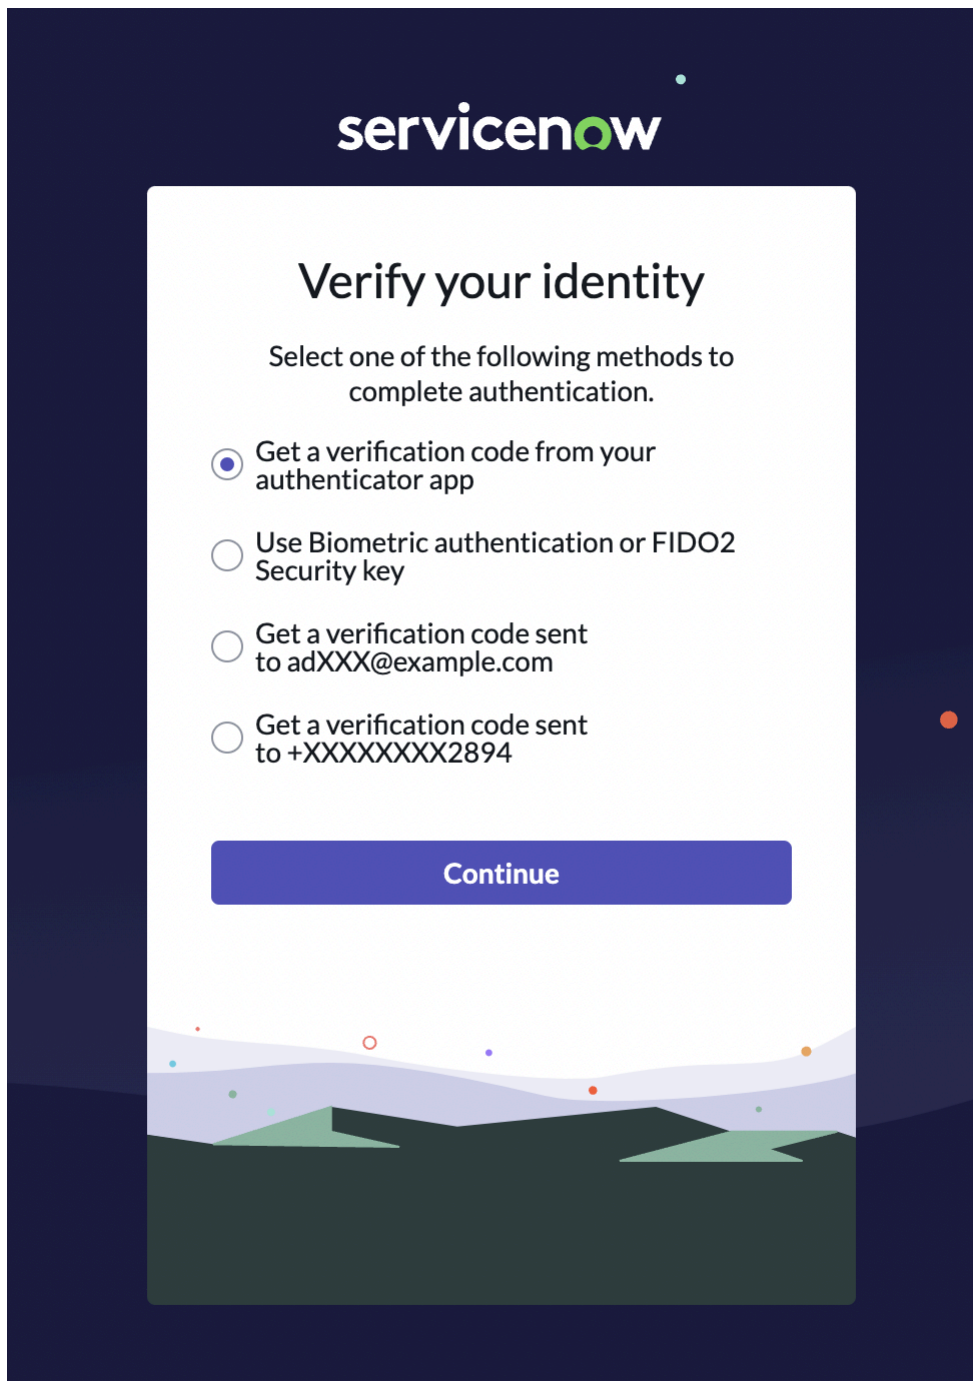 servicenow
Verify your identity
Select one of the following methods to
complete authentication.
Get a verification code from your
authenticator app
Use Biometric authentication or FIDO2
Security key
Get a verification code sent
to adXXX@example.com
Get a verification code sent
to +XXXXXXXX2894
Continue